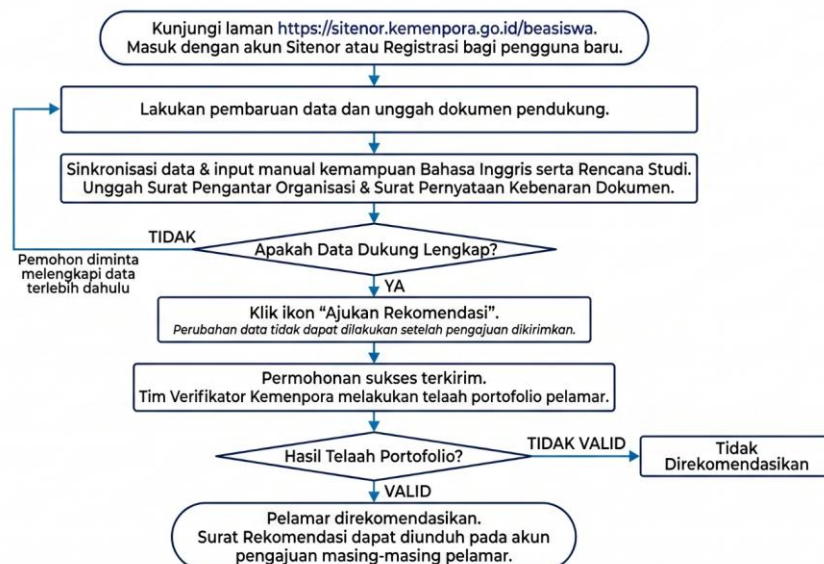 Kunjungi laman https://sitenor.kemenpora.go.id/beasiswa.
Masuk dengan akun Sitenor atau Registrasi bagi pengguna baru.
Lakukan pembaruan data dan unggah dokumen pendukung.
Sinkronisasi data & input manual kemampuan Bahasa Inggris serta Rencana Studi.
Unggah Surat Pengantar Organisasi & Surat Pernyataan Kebenaran Dokumen.
TIDAK
Apakah Data Dukung Lengkap?
Pemohon diminta
melengkapi data
terlebih dahulu
YA
Klik ikon “Ajukan Rekomendasi”.
Perubahan data tidak dapat dilakukan setelah pengajuan dikirimkan.
Permohonan sukses terkirim.
Tim Verifikator Kemenpora melakukan telaah portofolio pelamar.
Hasil Telaah Portofolio?
TIDAK VALID
Tidak
Direkomendasikan
VALID
Pelamar direkomendasikan.
Surat Rekomendasi dapat diunduh pada akun
pengajuan masing-masing pelamar.